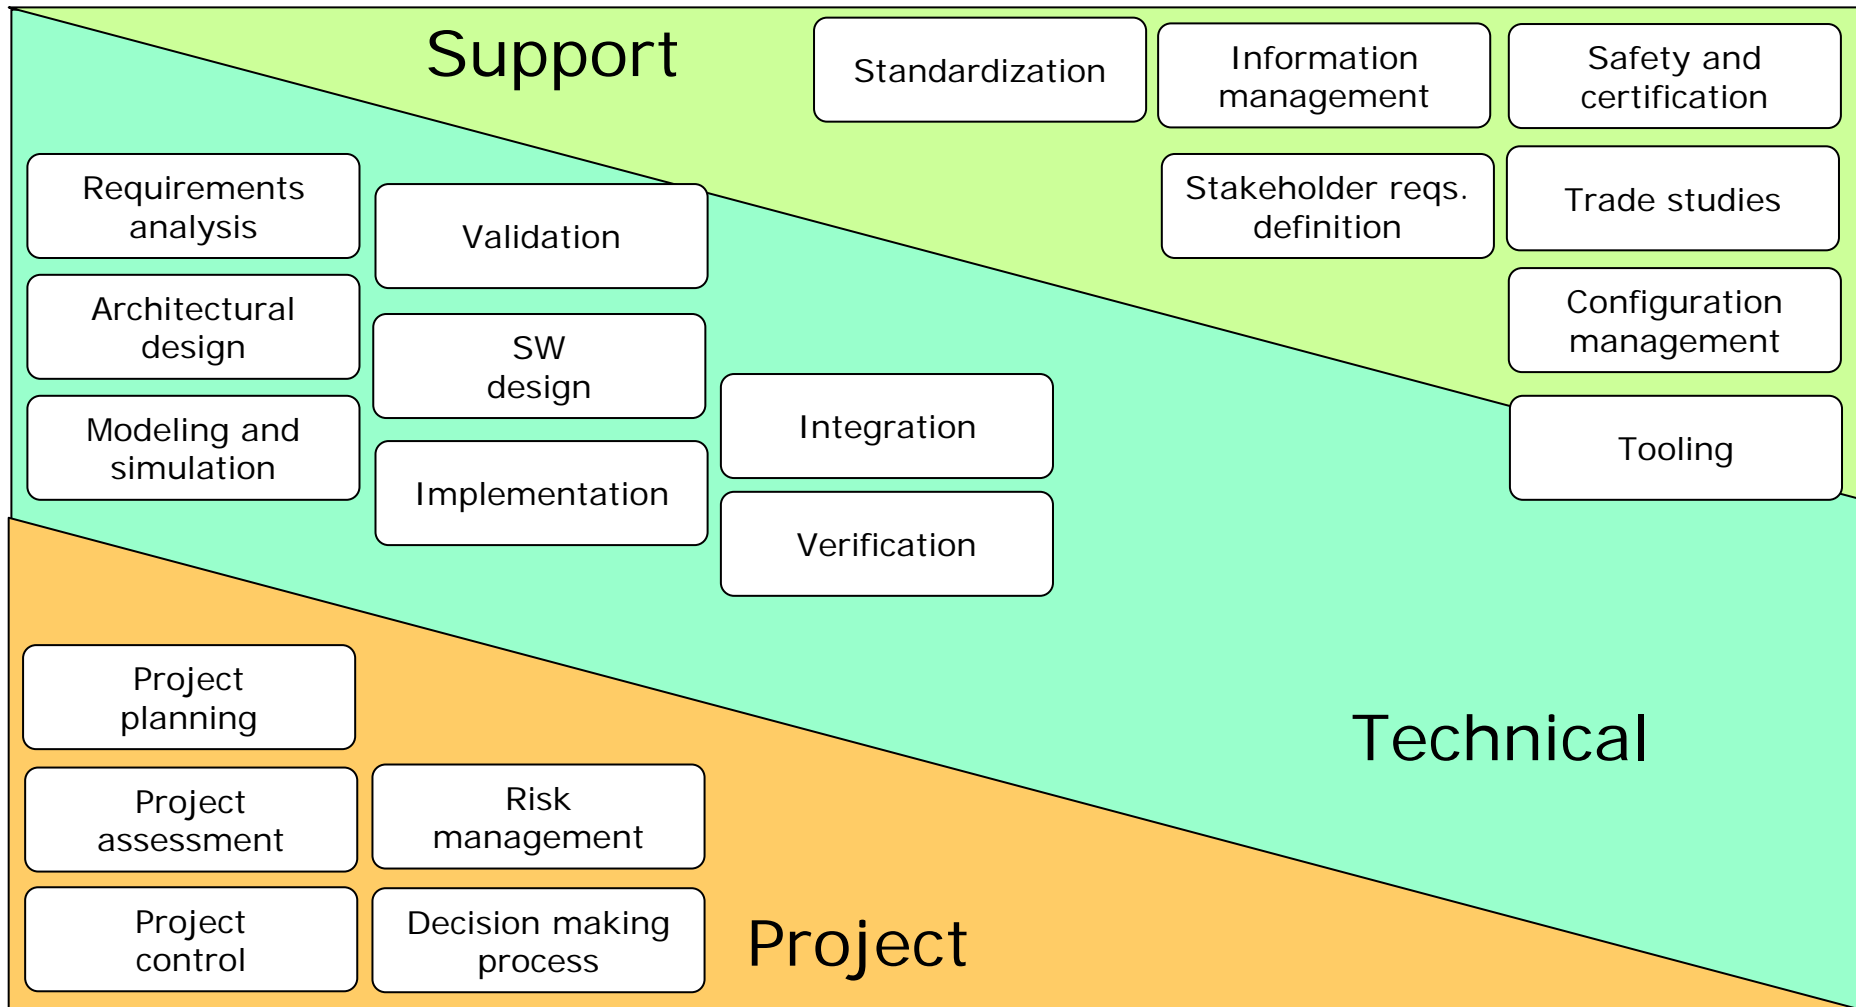 Support
Standardization
Information
management
Safety and
certification
Requirements
analysis
Validation
Stakeholder reqs.
definition
Trade studies
Architectural
design
SW
design
Configuration
management
Modeling and
simulation
Implementation
Integration
Tooling
Verification
Project
planning
Technical
Project
assessment
Risk
management
Project
control
Decision making
process
Project